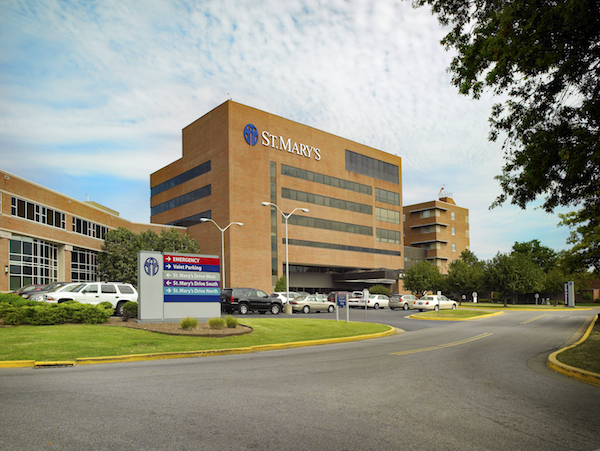 ST. MARY'S
EMERGENCY
Valet Parking
St. Mary's Drive West
St. Mary's Drive South
St. Mary's Drive North